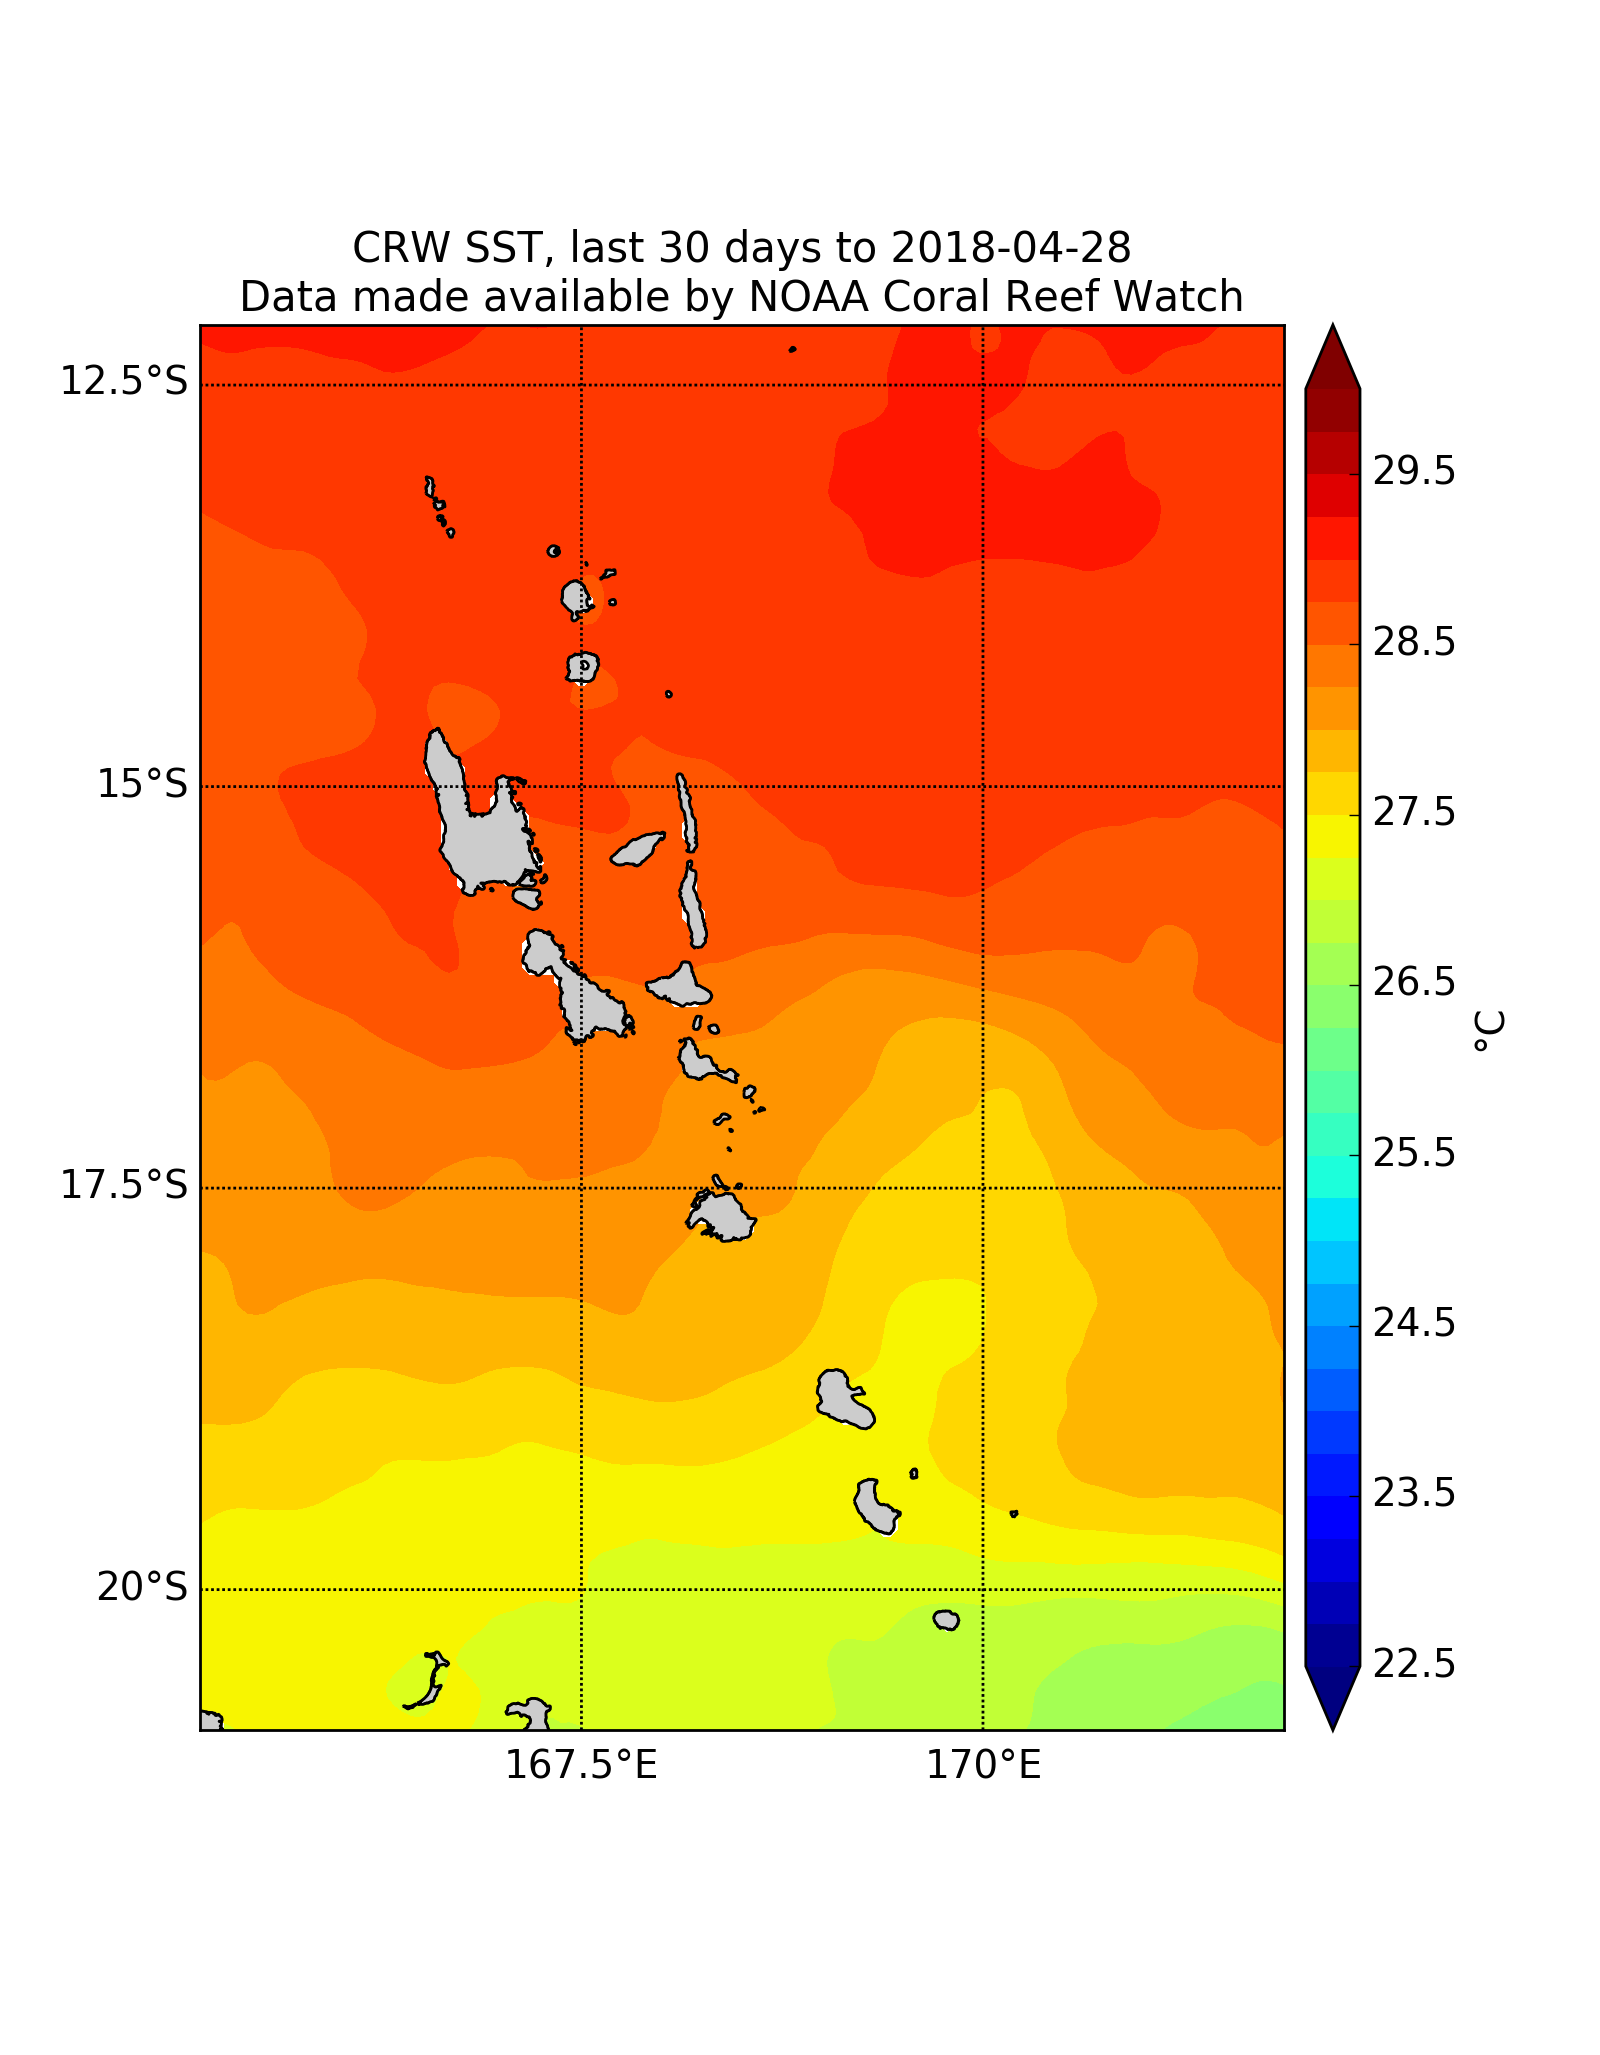 CRW SST, last 30 days to 2018-04-28
Data made available by NOAA Coral Reef Watch
12.5°S
15°S
17.5°S
20°S
167.5°E
170°E
29.5
28.5
27.5
26.5
25.5
24.5
23.5
22.5
°C